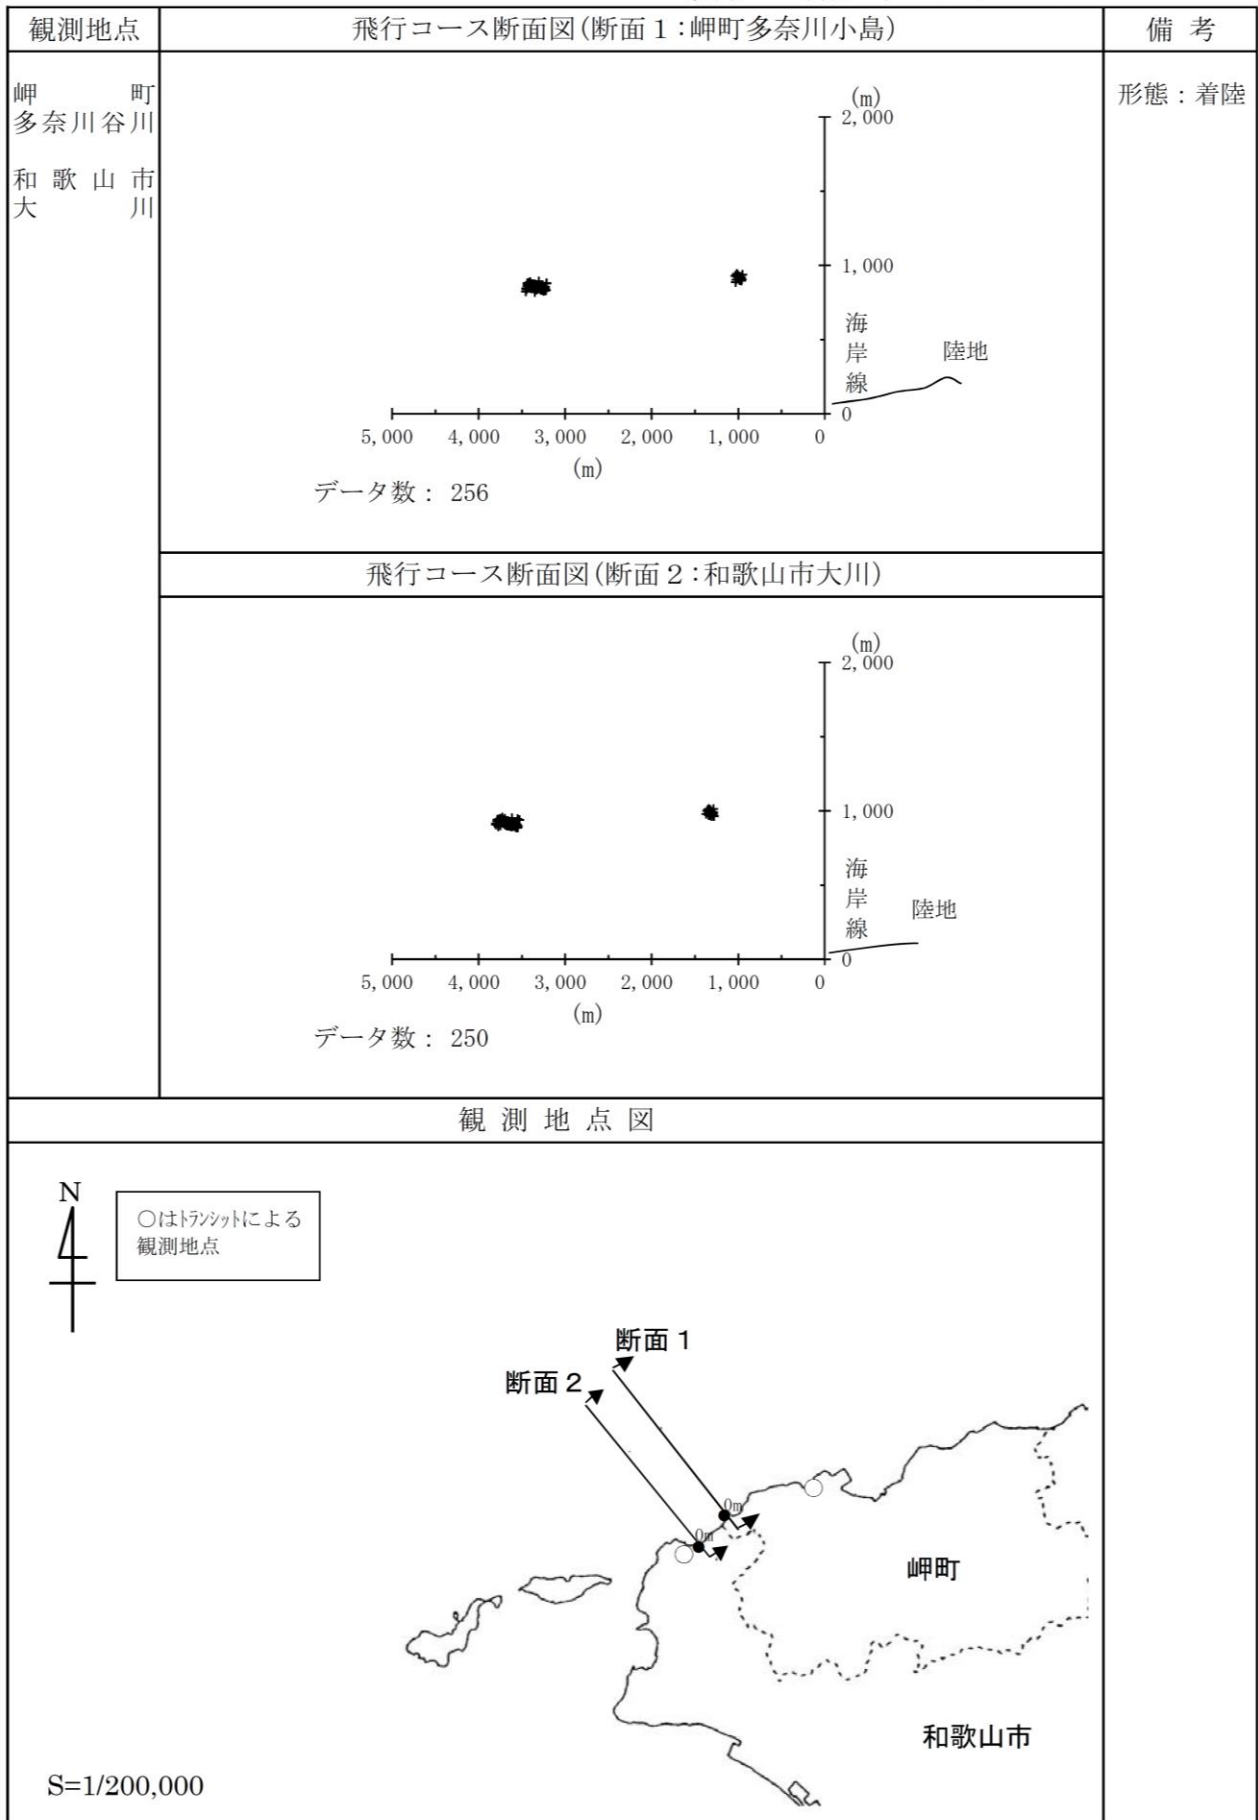 観測地点
飛行コース断面図(断面１:岬町多奈川小島)
備 考
岬町
多奈川谷川
和歌山市
大川
形態：着陸
(m)
2,000
1,000
海岸線
陸地
0
5,000 4,000 3,000 2,000 1,000 0
(m)
データ数： 256
飛行コース断面図(断面２:和歌山市大川)
(m)
2,000
1,000
海岸線
陸地
0
5,000 4,000 3,000 2,000 1,000 0
(m)
データ数： 250
観 測 地 点 図
N
○はﾄﾗﾝｼｯﾄによる
観測地点
断面１
断面２
0m
0m
岬町
和歌山市
S=1/200,000